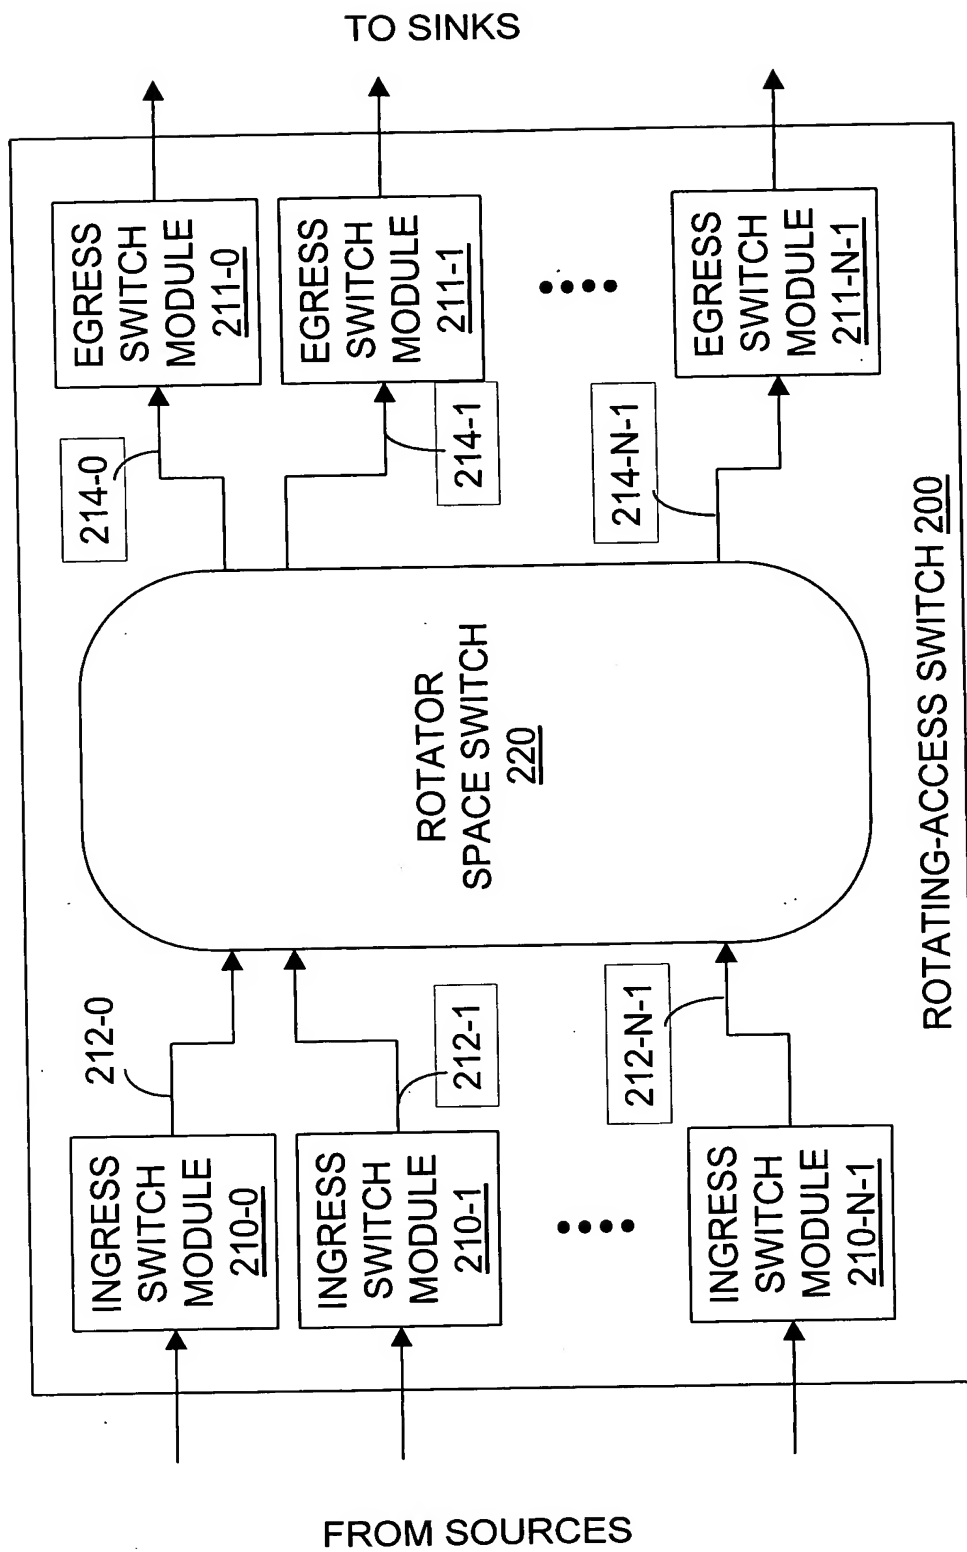 TO SINKS
EGRESS
SWITCH
MODULE
211-0
EGRESS
SWITCH
MODULE
211-1
EGRESS
SWITCH
MODULE
211-N-1
214-0
214-1
214-N-1
ROTATOR
SPACE SWITCH
220
212-0
212-1
212-N-1
INGRESS
SWITCH
MODULE
210-0
INGRESS
SWITCH
MODULE
210-1
INGRESS
SWITCH
MODULE
210-N-1
ROTATING-ACCESS SWITCH 200
FROM SOURCES